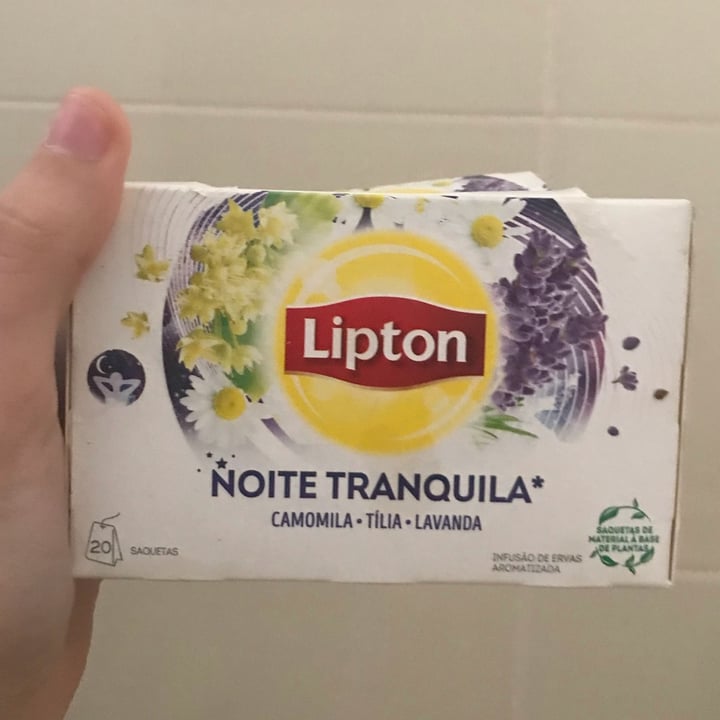 Lipton
NOITE TRANQUILA*
CAMOMILA • TÍLIA • LAVANDA
20
SAQUETAS
INFUSÃO DE ERVAS
AROMATIZADA
SAQUETAS DE
MATERIAL À BASE
DE PLANTAS